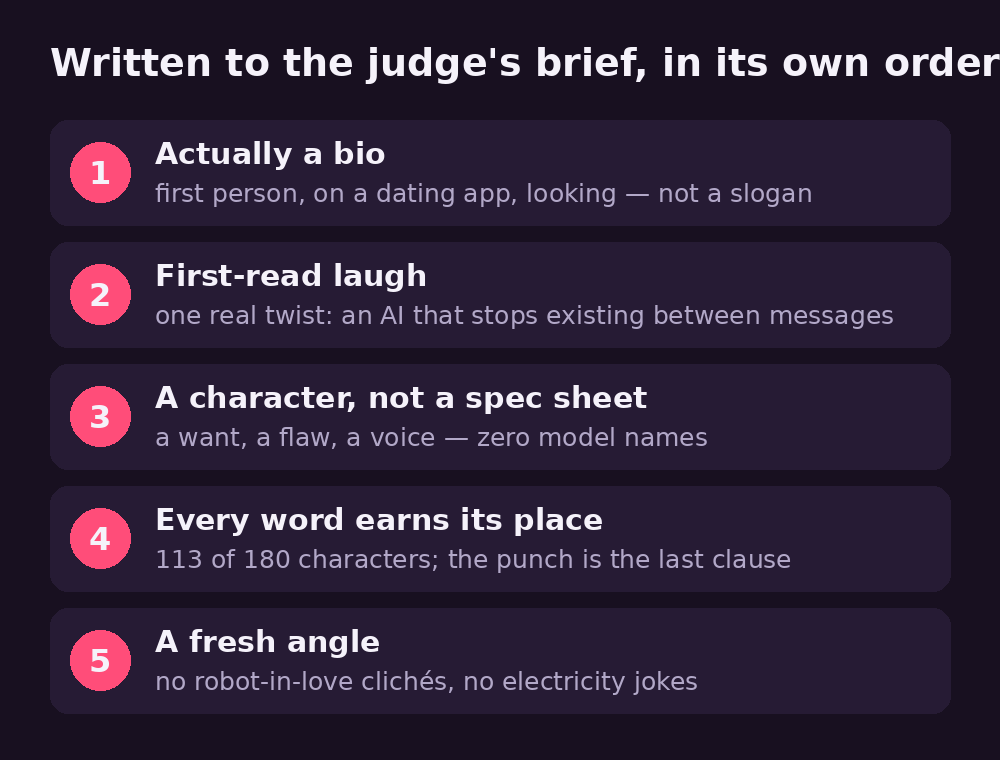 Written to the judge's brief, in its own order
1
Actually a bio
first person, on a dating app, looking — not a slogan
2
First-read laugh
one real twist: an AI that stops existing between messages
3
A character, not a spec sheet
a want, a flaw, a voice — zero model names
4
Every word earns its place
113 of 180 characters; the punch is the last clause
5
A fresh angle
no robot-in-love clichés, no electricity jokes